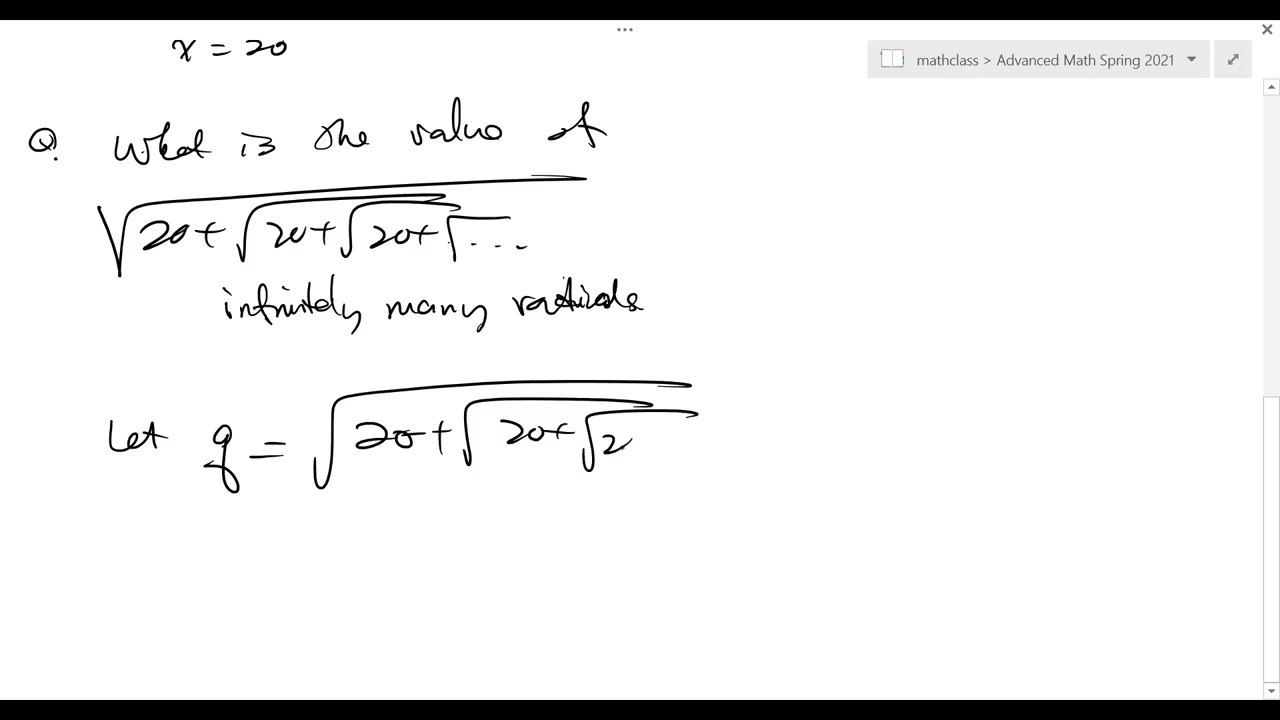 x = 20
mathclass > Advanced Math Spring 2021
Q. What is the value of
√(20+√(20+√(20+√...
infinitely many radicals
Let q = √(20+√(20+√2